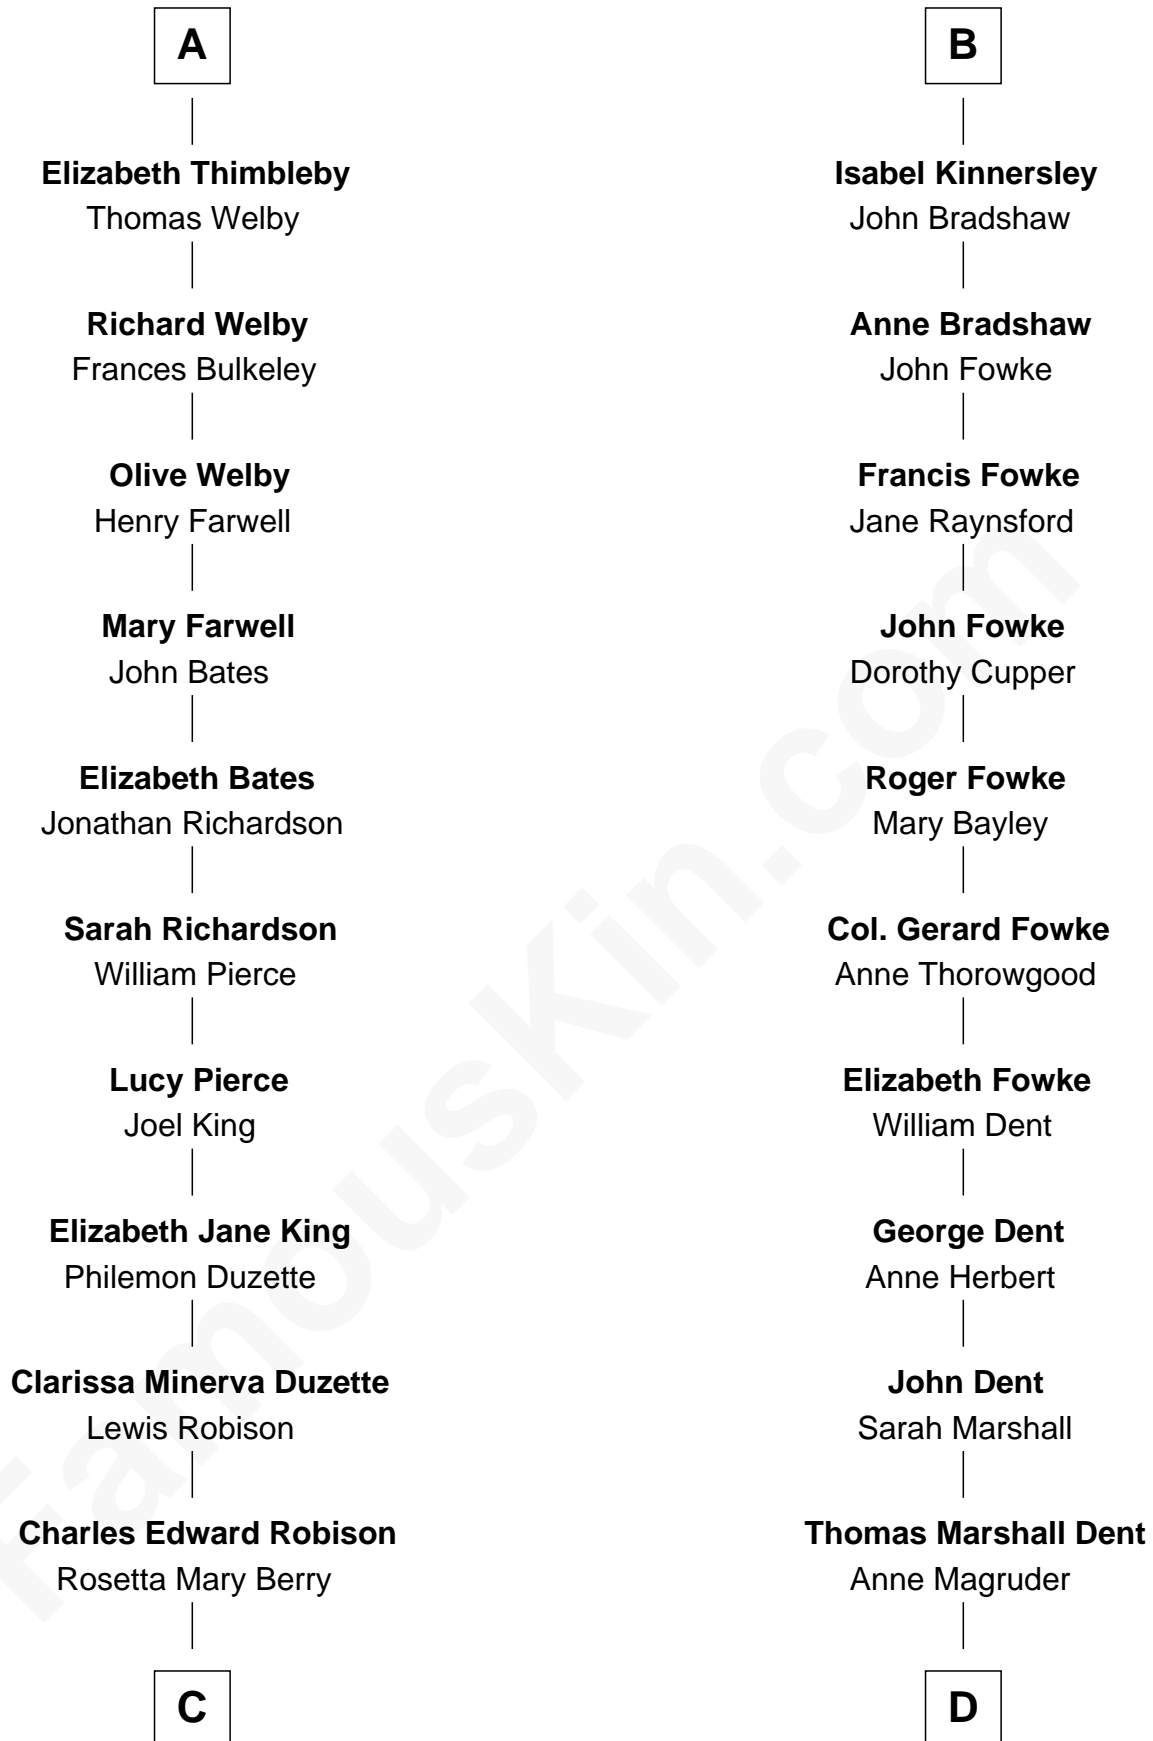 A
Elizabeth Thimbleby
Thomas Welby
Richard Welby
Frances Bulkeley
Olive Welby
Henry Farwell
Mary Farwell
John Bates
Elizabeth Bates
Jonathan Richardson
Sarah Richardson
William Pierce
Lucy Pierce
Joel King
Elizabeth Jane King
Philemon Duzette
Clarissa Minerva Duzette
Lewis Robison
Charles Edward Robison
Rosetta Mary Berry
C
B
Isabel Kinnersley
John Bradshaw
Anne Bradshaw
John Fowke
Francis Fowke
Jane Raynsford
John Fowke
Dorothy Cupper
Roger Fowke
Mary Bayley
Col. Gerard Fowke
Anne Thorowgood
Elizabeth Fowke
William Dent
George Dent
Anne Herbert
John Dent
Sarah Marshall
Thomas Marshall Dent
Anne Magruder
D
FamousKin.com